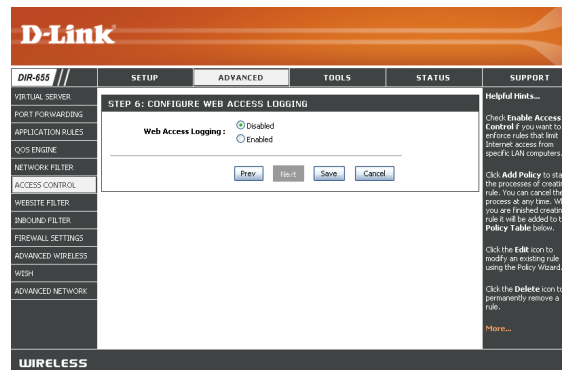 D-Link
DIR-655
SETUP
ADVANCED
TOOLS
STATUS
SUPPORT
VIRTUAL SERVER
PORT FORWARDING
APPLICATION RULES
QOS ENGINE
NETWORK FILTER
ACCESS CONTROL
WEBSITE FILTER
INBOUND FILTER
FIREWALL SETTINGS
ADVANCED WIRELESS
WISH
ADVANCED NETWORK
STEP 6: CONFIGURE WEB ACCESS LOGGING
Web Access Logging :
Disabled
Enabled
Prev
Next
Save
Cancel
Helpful Hints...
Check Enable Access
Control if you want to
enforce rules that limit
Internet access from
specific LAN computers.
Click Add Policy to sta
the processes of creatin
rule. You can cancel the
process at any time. Wh
you are finished creatin
rule it will be added to t
Policy Table below.
Click the Edit icon to
modify an existing rule
using the Policy Wizard.
Click the Delete icon to
permanently remove a
rule.
More...
WIRELESS